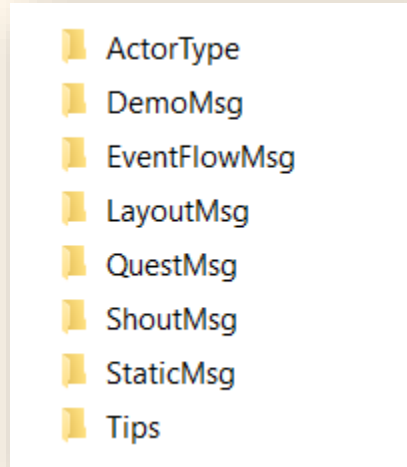 ActorType
DemoMsg
EventFlowMsg
LayoutMsg
QuestMsg
ShoutMsg
StaticMsg
Tips